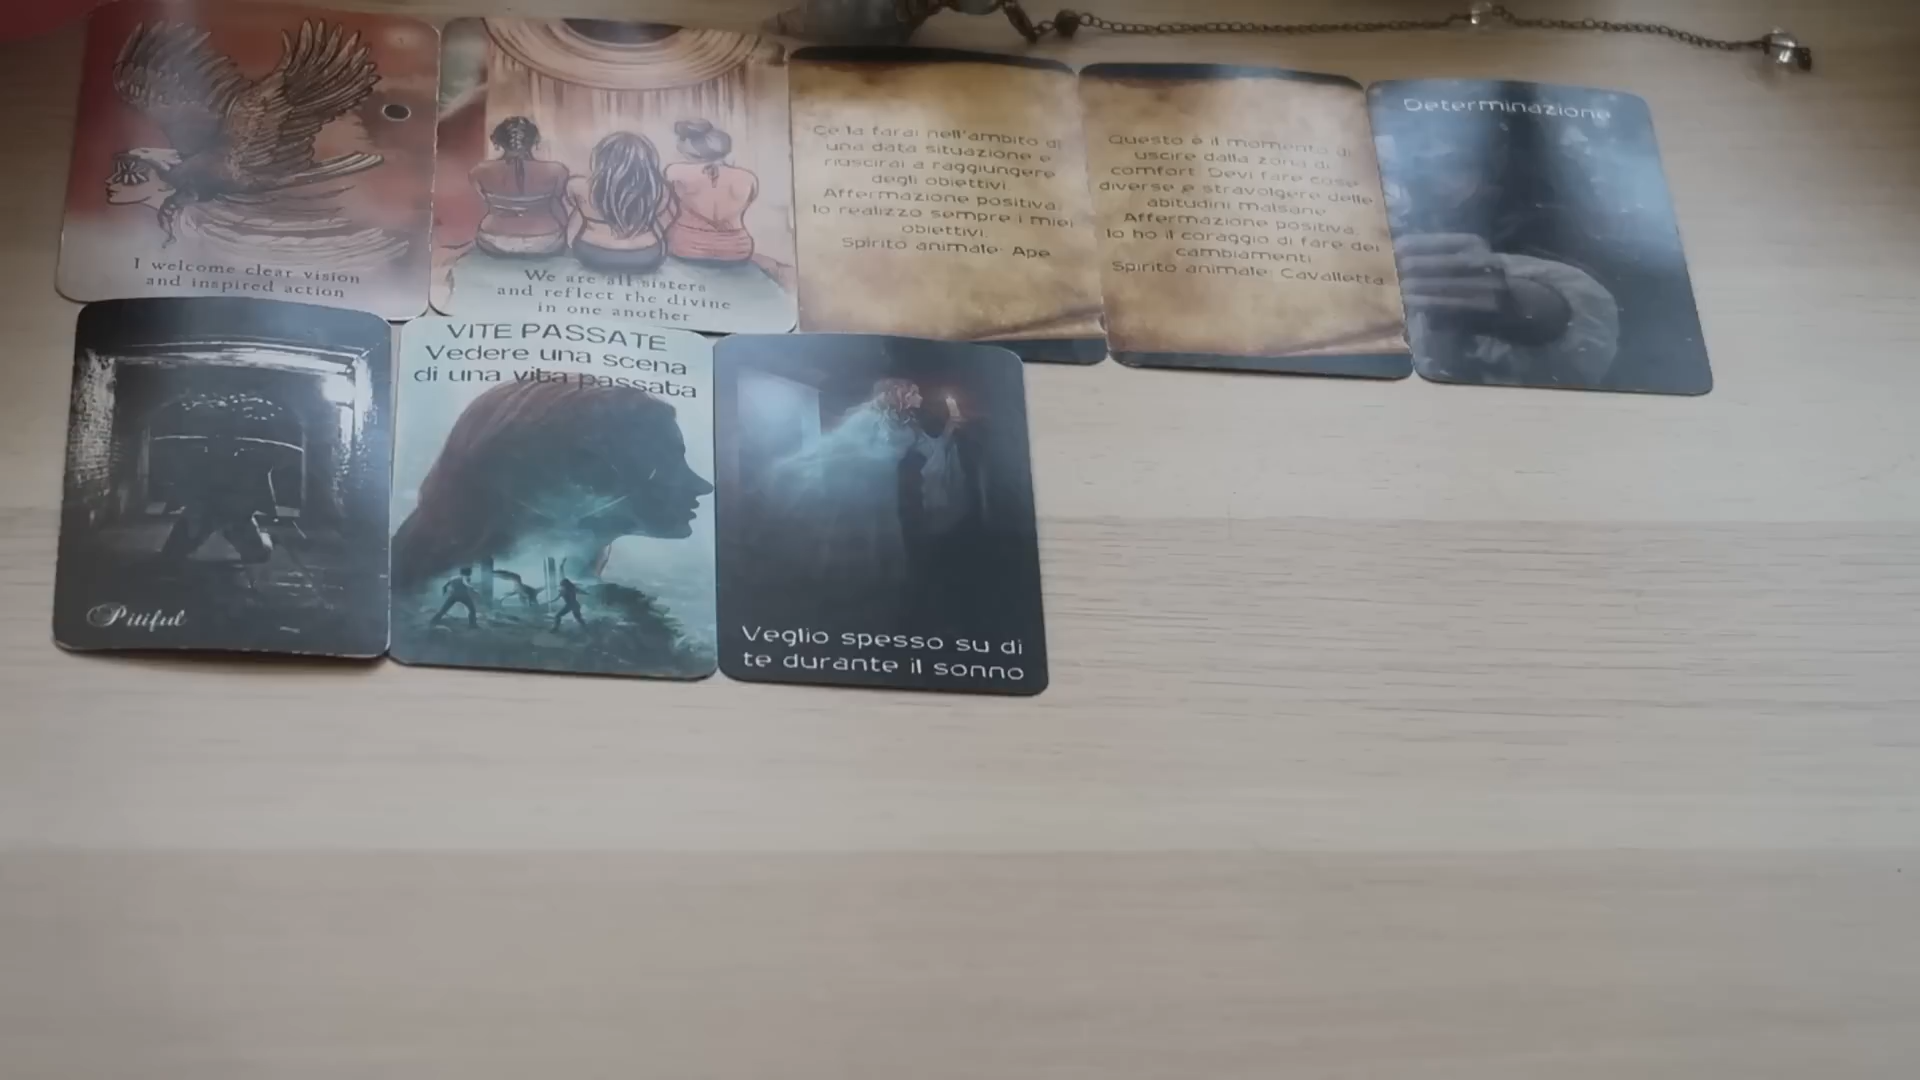 I welcome clear vision
and inspired action
We are all sisters
and reflect the divine
in one another
Ce la farai nell'ambito di
una data situazione e
riuscirai a raggiungere
degli obiettivi.
Affermazione positiva:
Io realizzo sempre i miei
obiettivi.
Spirito animale: Ape
Questo è il momento di
uscire dalla zona di
comfort. Devi fare cose
diverse e stravolgere delle
abitudini malsane.
Affermazione positiva:
Io ho il coraggio di fare dei
cambiamenti.
Spirito animale: Cavalletta
Determinazione
Pitiful
VITE PASSATE
Vedere una scena
di una vita passata
Veglio spesso su di
te durante il sonno